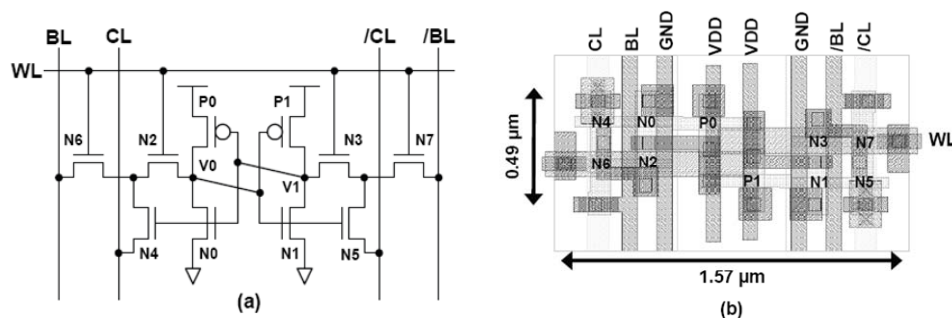 BL CL /CL /BL
WL
P0 P1
N6 N2 N3 N7
V0 V1
N4 N0 N1 N5
(a)
CL BL GND VDD VDD GND /BL /CL
N4 N0 P0 N3 N7 WL
N6 N2 P1 N1 N5
0.49 µm
1.57 µm
(b)